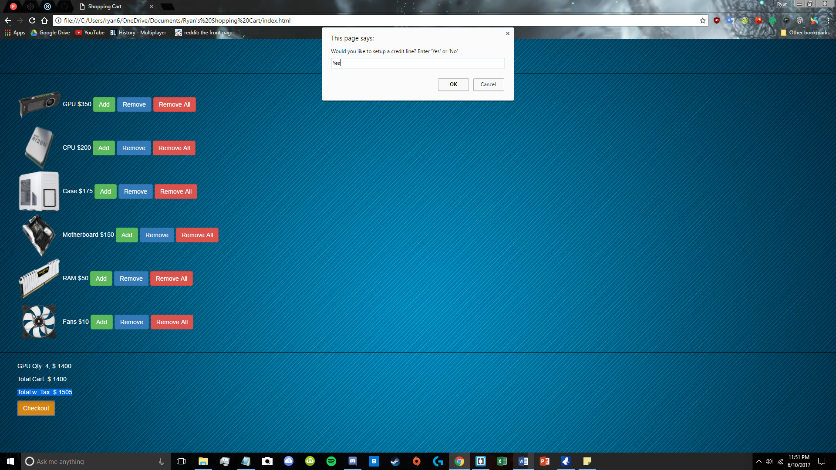 Shopping Cart
Ryan
file:///C:/Users/ryan6/OneDrive/Documents/Ryan's%20Shopping%20Cart/index.html
Apps Google Drive YouTube History Multiplayer reddit: the front page Other bookmarks
This page says:
Would you like to setup a credit line? Enter 'Yes' or 'No'
Yes
OK Cancel
GPU $350 Add Remove Remove All
CPU $200 Add Remove Remove All
Case $175 Add Remove Remove All
Motherboard $150 Add Remove Remove All
RAM $50 Add Remove Remove All
Fans $10 Add Remove Remove All
GPU Qty 4, $ 1400
Total Cart $ 1400
Total w. Tax $ 1505
Checkout
Ask me anything
11:51 PM
8/10/2017